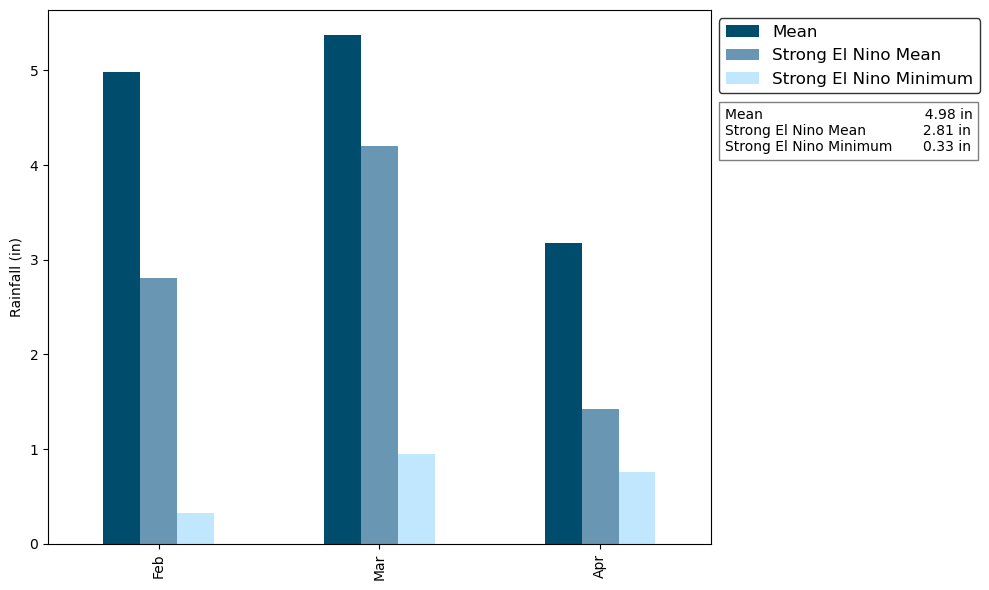 Mean
Strong El Nino Mean
Strong El Nino Minimum
Mean 4.98 in
Strong El Nino Mean 2.81 in
Strong El Nino Minimum 0.33 in
Rainfall (in)
5
4
3
2
1
0
Feb
Mar
Apr